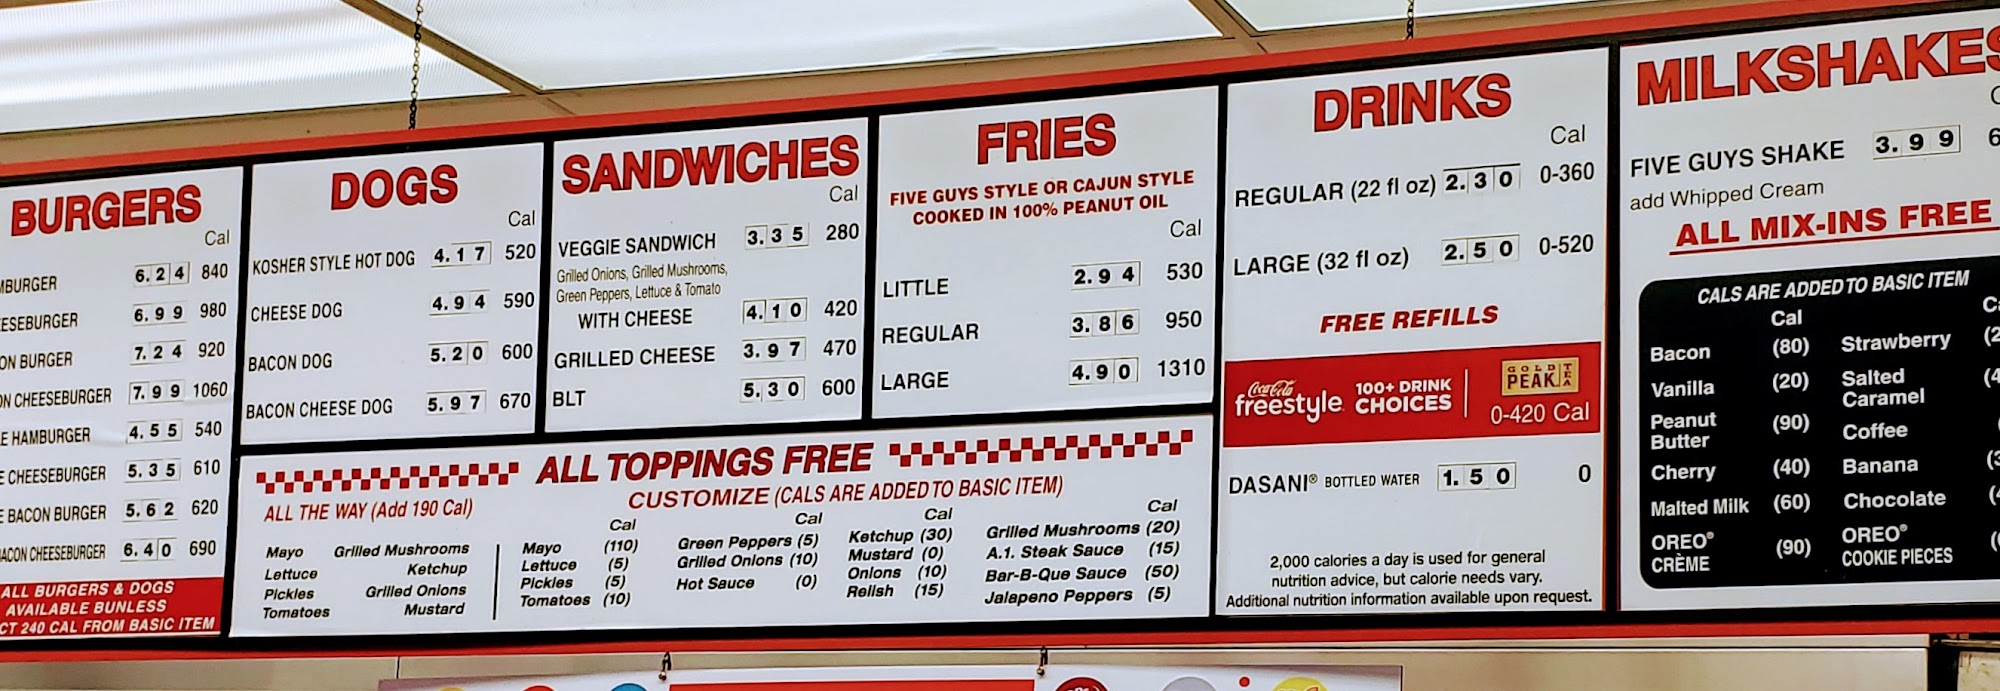 BURGERS
Cal
MBURGER 6.24 840
ESEBURGER 6.99 980
ON BURGER 7.24 920
ON CHEESEBURGER 7.99 1060
E HAMBURGER 4.55 540
E CHEESEBURGER 5.35 610
E BACON BURGER 5.62 620
BACON CHEESEBURGER 6.40 690
ALL BURGERS & DOGS
AVAILABLE BUNLESS
CT 240 CAL FROM BASIC ITEM
DOGS
Cal
KOSHER STYLE HOT DOG 4.17 520
CHEESE DOG 4.94 590
BACON DOG 5.20 600
BACON CHEESE DOG 5.97 670
SANDWICHES
Cal
VEGGIE SANDWICH 3.35 280
Grilled Onions, Grilled Mushrooms,
Green Peppers, Lettuce & Tomato
WITH CHEESE 4.10 420
GRILLED CHEESE 3.97 470
BLT 5.30 600
FRIES
FIVE GUYS STYLE OR CAJUN STYLE
COOKED IN 100% PEANUT OIL
Cal
LITTLE 2.94 530
REGULAR 3.86 950
LARGE 4.90 1310
ALL TOPPINGS FREE
CUSTOMIZE (CALS ARE ADDED TO BASIC ITEM)
ALL THE WAY (Add 190 Cal)
Mayo Grilled Mushrooms
Lettuce Ketchup
Pickles Grilled Onions
Tomatoes Mustard
Cal
Mayo (110)
Lettuce (5)
Pickles (5)
Tomatoes (10)
Cal
Green Peppers (5)
Grilled Onions (10)
Hot Sauce (0)
Cal
Ketchup (30)
Mustard (0)
Onions (10)
Relish (15)
Cal
Grilled Mushrooms (20)
A.1. Steak Sauce (15)
Bar-B-Que Sauce (50)
Jalapeno Peppers (5)
DRINKS
Cal
REGULAR (22 fl oz) 2.30 0-360
LARGE (32 fl oz) 2.50 0-520
FREE REFILLS
Coca-Cola
freestyle
100+ DRINK
CHOICES
GOLD
PEAK
TEA
0-420 Cal
DASANI® BOTTLED WATER 1.50 0
2,000 calories a day is used for general
nutrition advice, but calorie needs vary.
Additional nutrition information available upon request.
MILKSHAKES
FIVE GUYS SHAKE 3.99 6
add Whipped Cream
ALL MIX-INS FREE
CALS ARE ADDED TO BASIC ITEM
Cal
Bacon (80)
Vanilla (20)
Peanut
Butter (90)
Cherry (40)
Malted Milk (60)
OREO®
CRÈME (90)
Strawberry
Salted
Caramel
Coffee
Banana
Chocolate
OREO®
COOKIE PIECES